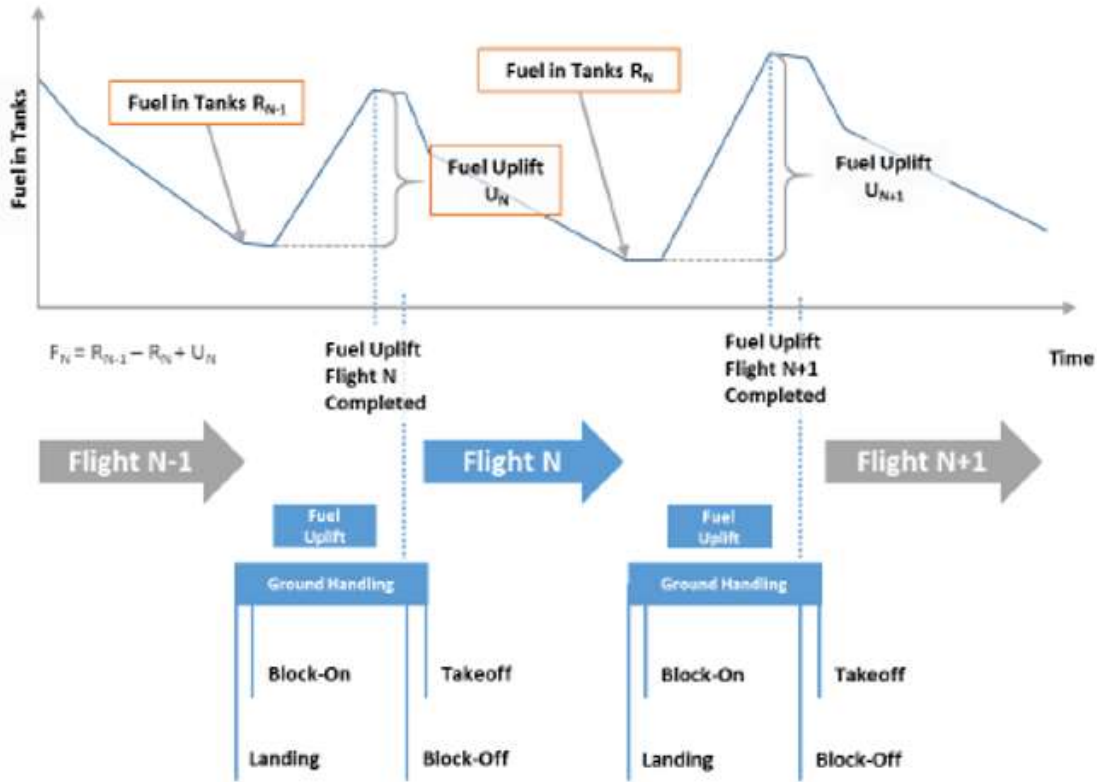 Fuel in Tanks
Fuel in Tanks R_N-1
Fuel in Tanks R_N
Fuel Uplift
U_N
Fuel Uplift
U_N+1
F_N = R_N-1 – R_N + U_N
Fuel Uplift
Flight N
Completed
Fuel Uplift
Flight N+1
Completed
Time
Flight N-1
Flight N
Flight N+1
Fuel
Uplift
Fuel
Uplift
Ground Handling
Ground Handling
Block-On
Takeoff
Block-On
Takeoff
Landing
Block-Off
Landing
Block-Off